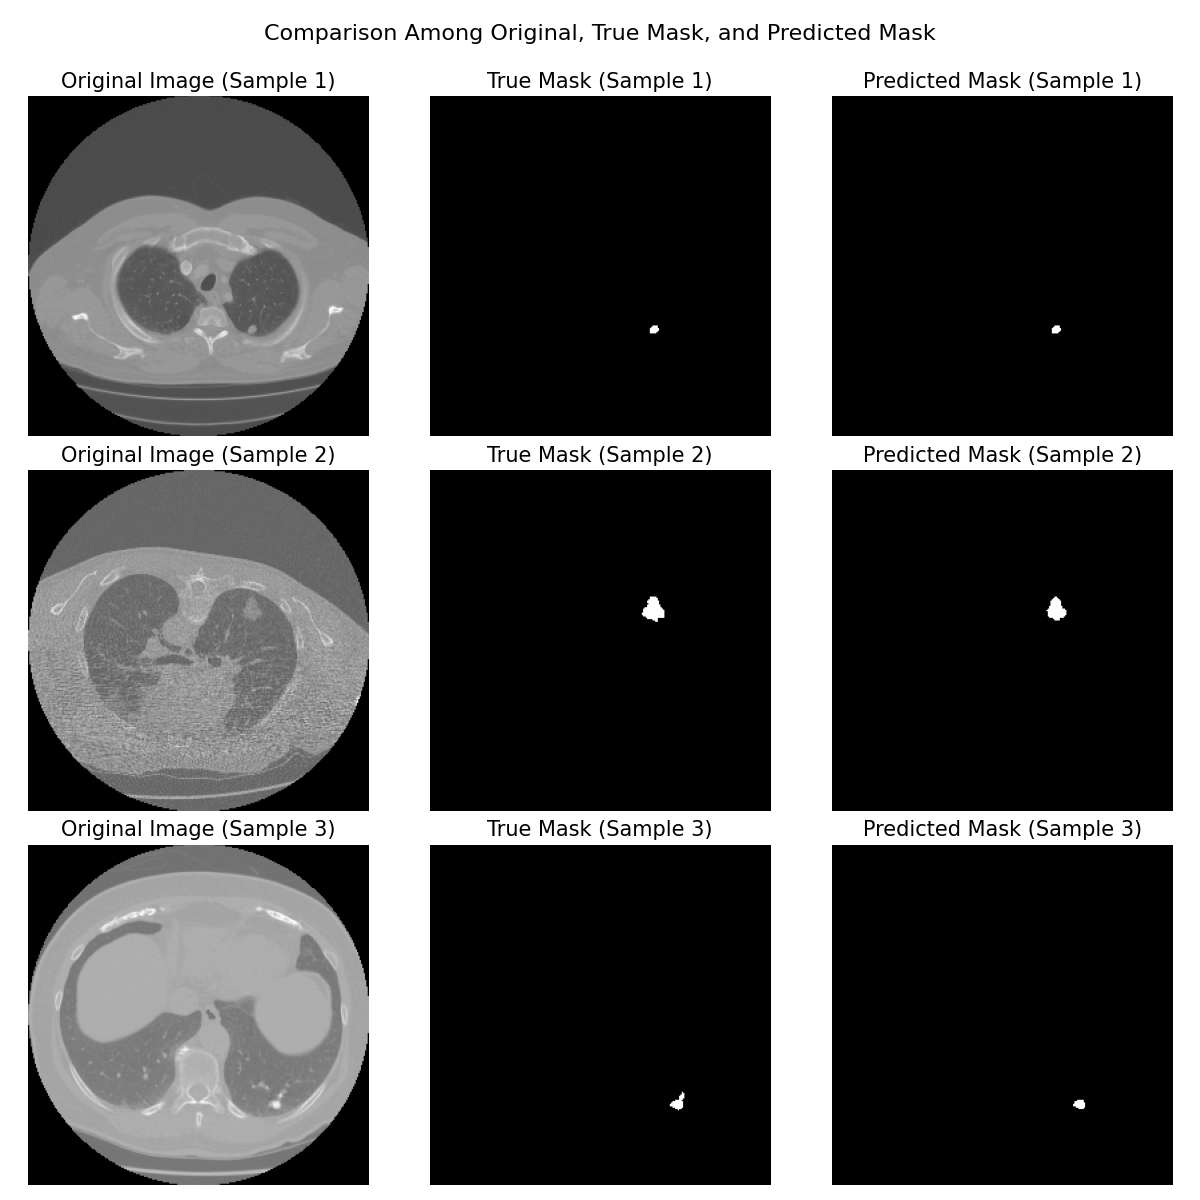 Comparison Among Original, True Mask, and Predicted Mask
Original Image (Sample 1)
True Mask (Sample 1)
Predicted Mask (Sample 1)
Original Image (Sample 2)
True Mask (Sample 2)
Predicted Mask (Sample 2)
Original Image (Sample 3)
True Mask (Sample 3)
Predicted Mask (Sample 3)